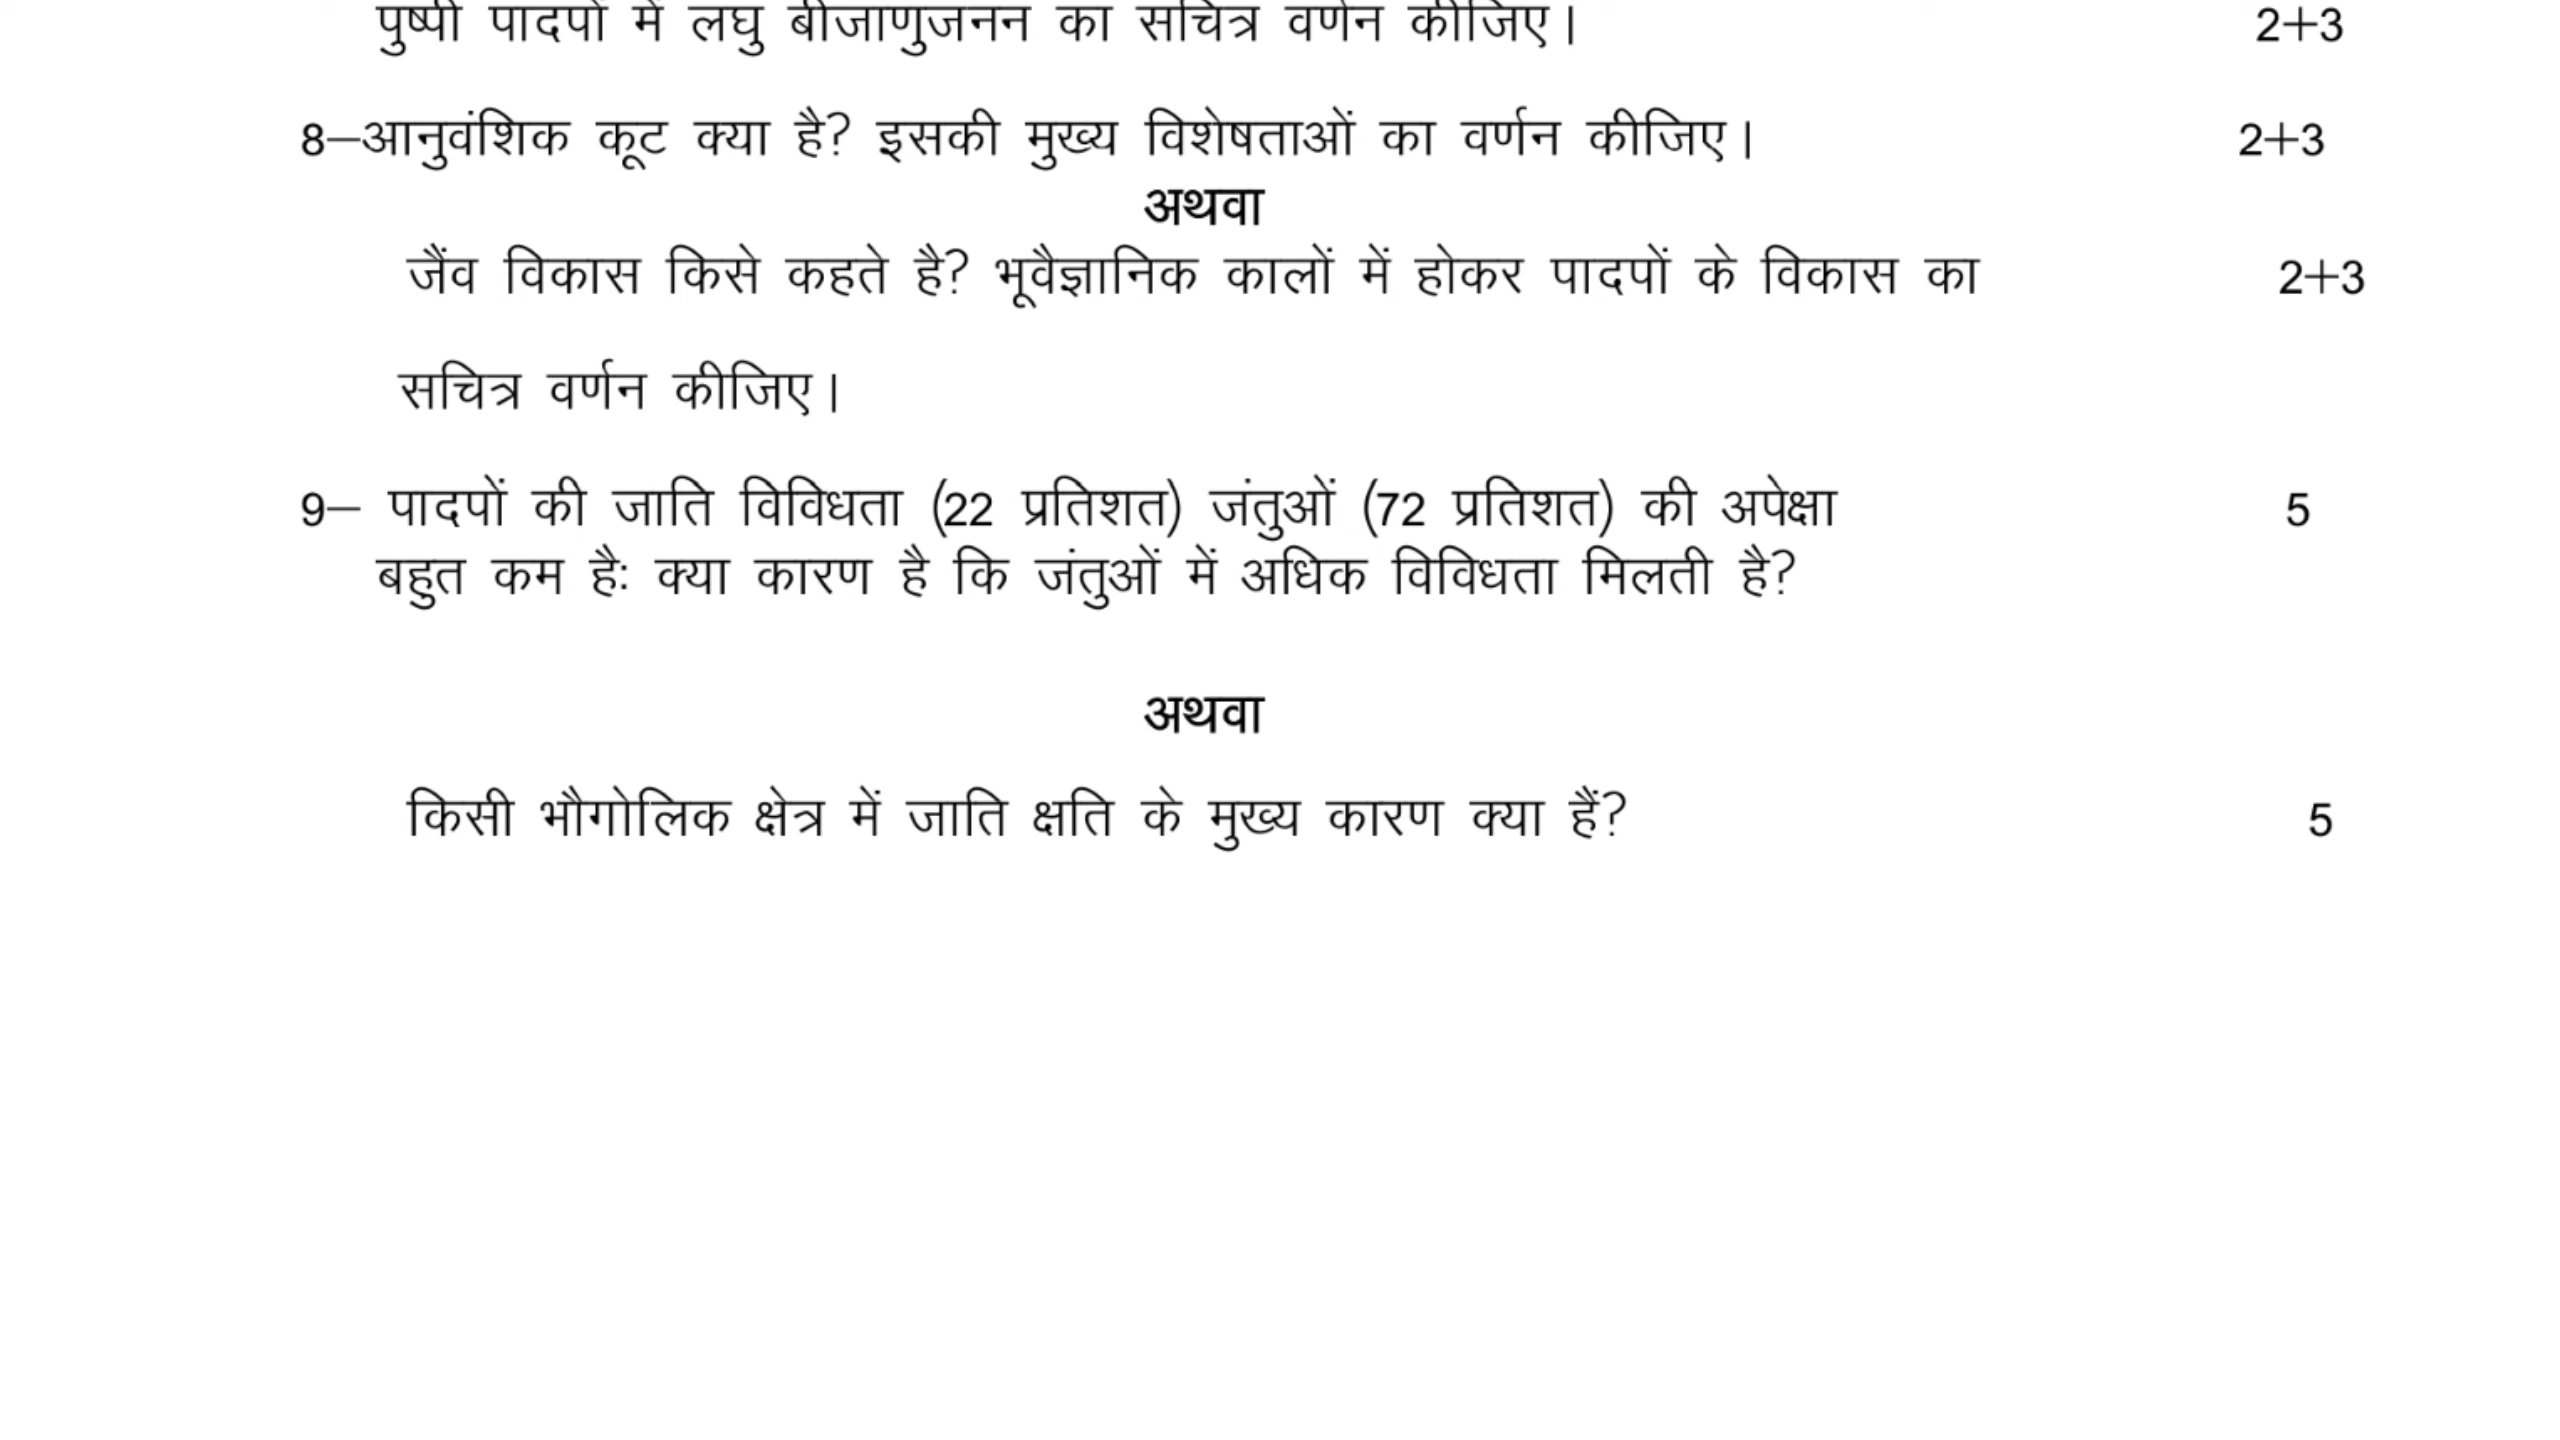 पुष्पी पादपों में लघु बीजाणुजनन का सचित्र वर्णन कीजिए। 2+3
8–आनुवंशिक कूट क्या है? इसकी मुख्य विशेषताओं का वर्णन कीजिए। 2+3
अथवा
जैंव विकास किसे कहते है? भूवैज्ञानिक कालों में होकर पादपों के विकास का 2+3
सचित्र वर्णन कीजिए।
9– पादपों की जाति विविधता (22 प्रतिशत) जंतुओं (72 प्रतिशत) की अपेक्षा 5
बहुत कम हैः क्या कारण है कि जंतुओं में अधिक विविधता मिलती है?
अथवा
किसी भौगोलिक क्षेत्र में जाति क्षति के मुख्य कारण क्या हैं? 5